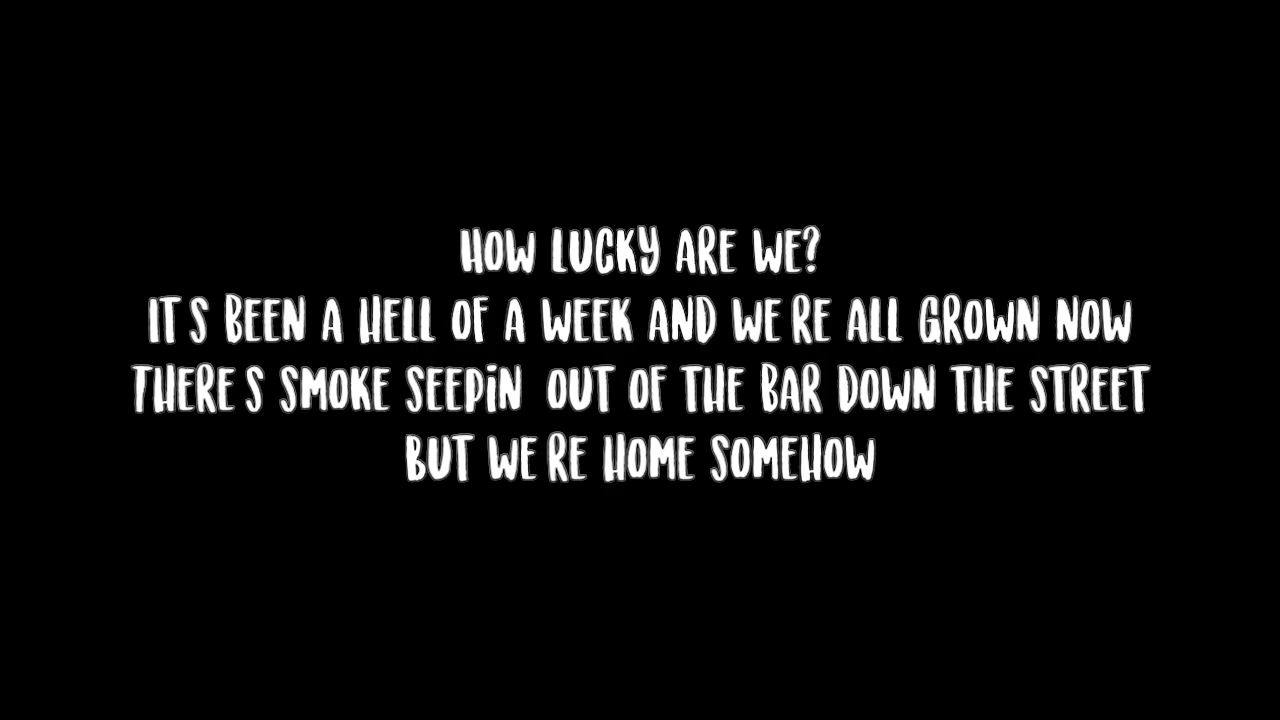 HOW LUCKY ARE WE?
IT S BEEN A HELL OF A WEEK AND WE RE ALL GROWN NOW
THERE S SMOKE SEEPiN  OUT OF THE BAR DOWN THE STREET
BUT WE RE HOME SOMEHOW